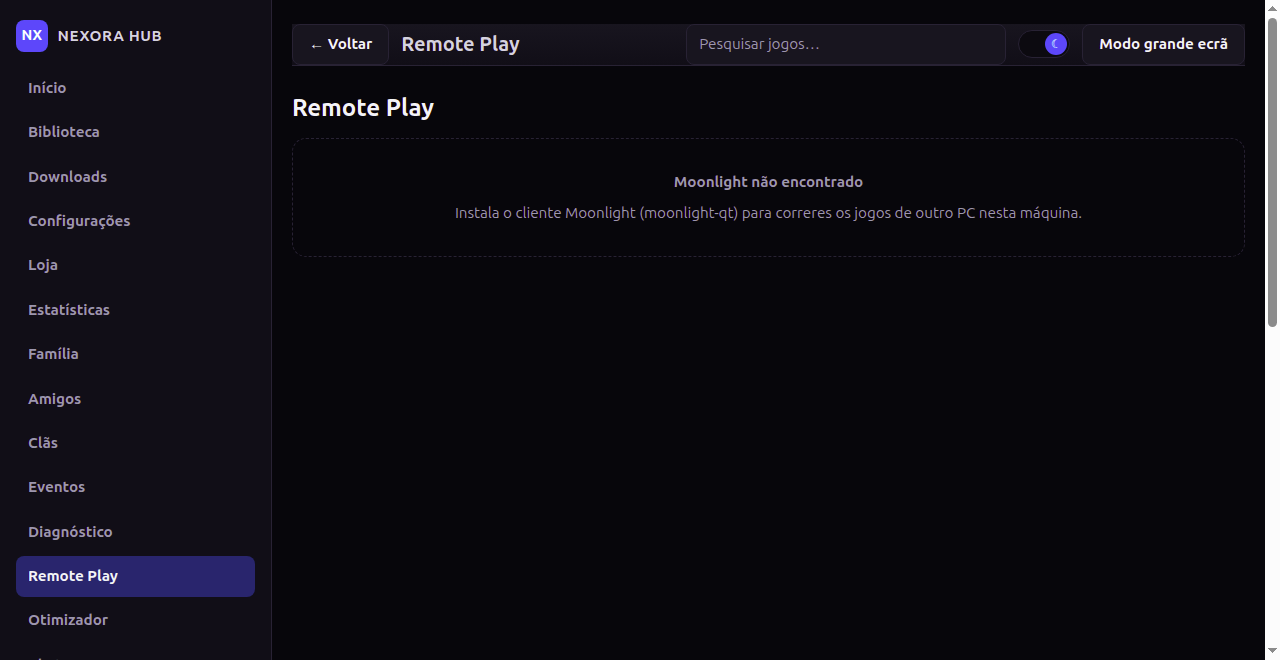 NX NEXORA HUB
Início
Biblioteca
Downloads
Configurações
Loja
Estatísticas
Família
Amigos
Clãs
Eventos
Diagnóstico
Remote Play
Otimizador
← Voltar
Remote Play
Pesquisar jogos…
Modo grande ecrã
Remote Play
Moonlight não encontrado
Instala o cliente Moonlight (moonlight-qt) para correres os jogos de outro PC nesta máquina.